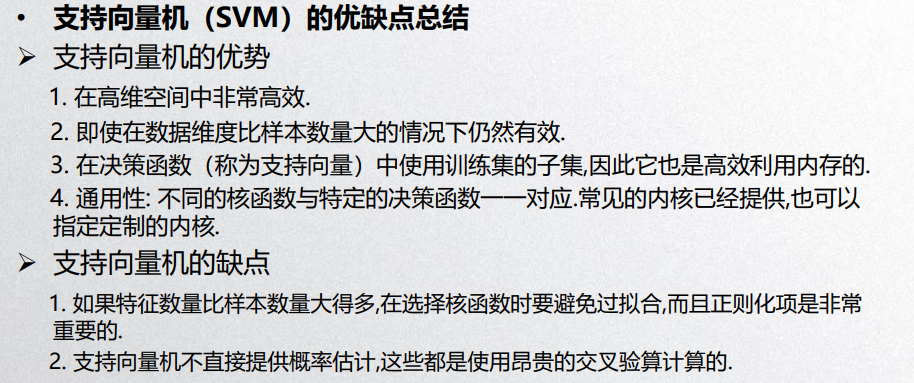 • 支持向量机（SVM）的优缺点总结
➢ 支持向量机的优势
1. 在高维空间中非常高效.
2. 即使在数据维度比样本数量大的情况下仍然有效.
3. 在决策函数（称为支持向量）中使用训练集的子集,因此它也是高效利用内存的.
4. 通用性: 不同的核函数与特定的决策函数一一对应.常见的内核已经提供,也可以
指定定制的内核.
➢ 支持向量机的缺点
1. 如果特征数量比样本数量大得多,在选择核函数时要避免过拟合,而且正则化项是非常
重要的.
2. 支持向量机不直接提供概率估计,这些都是使用昂贵的交叉验算计算的.